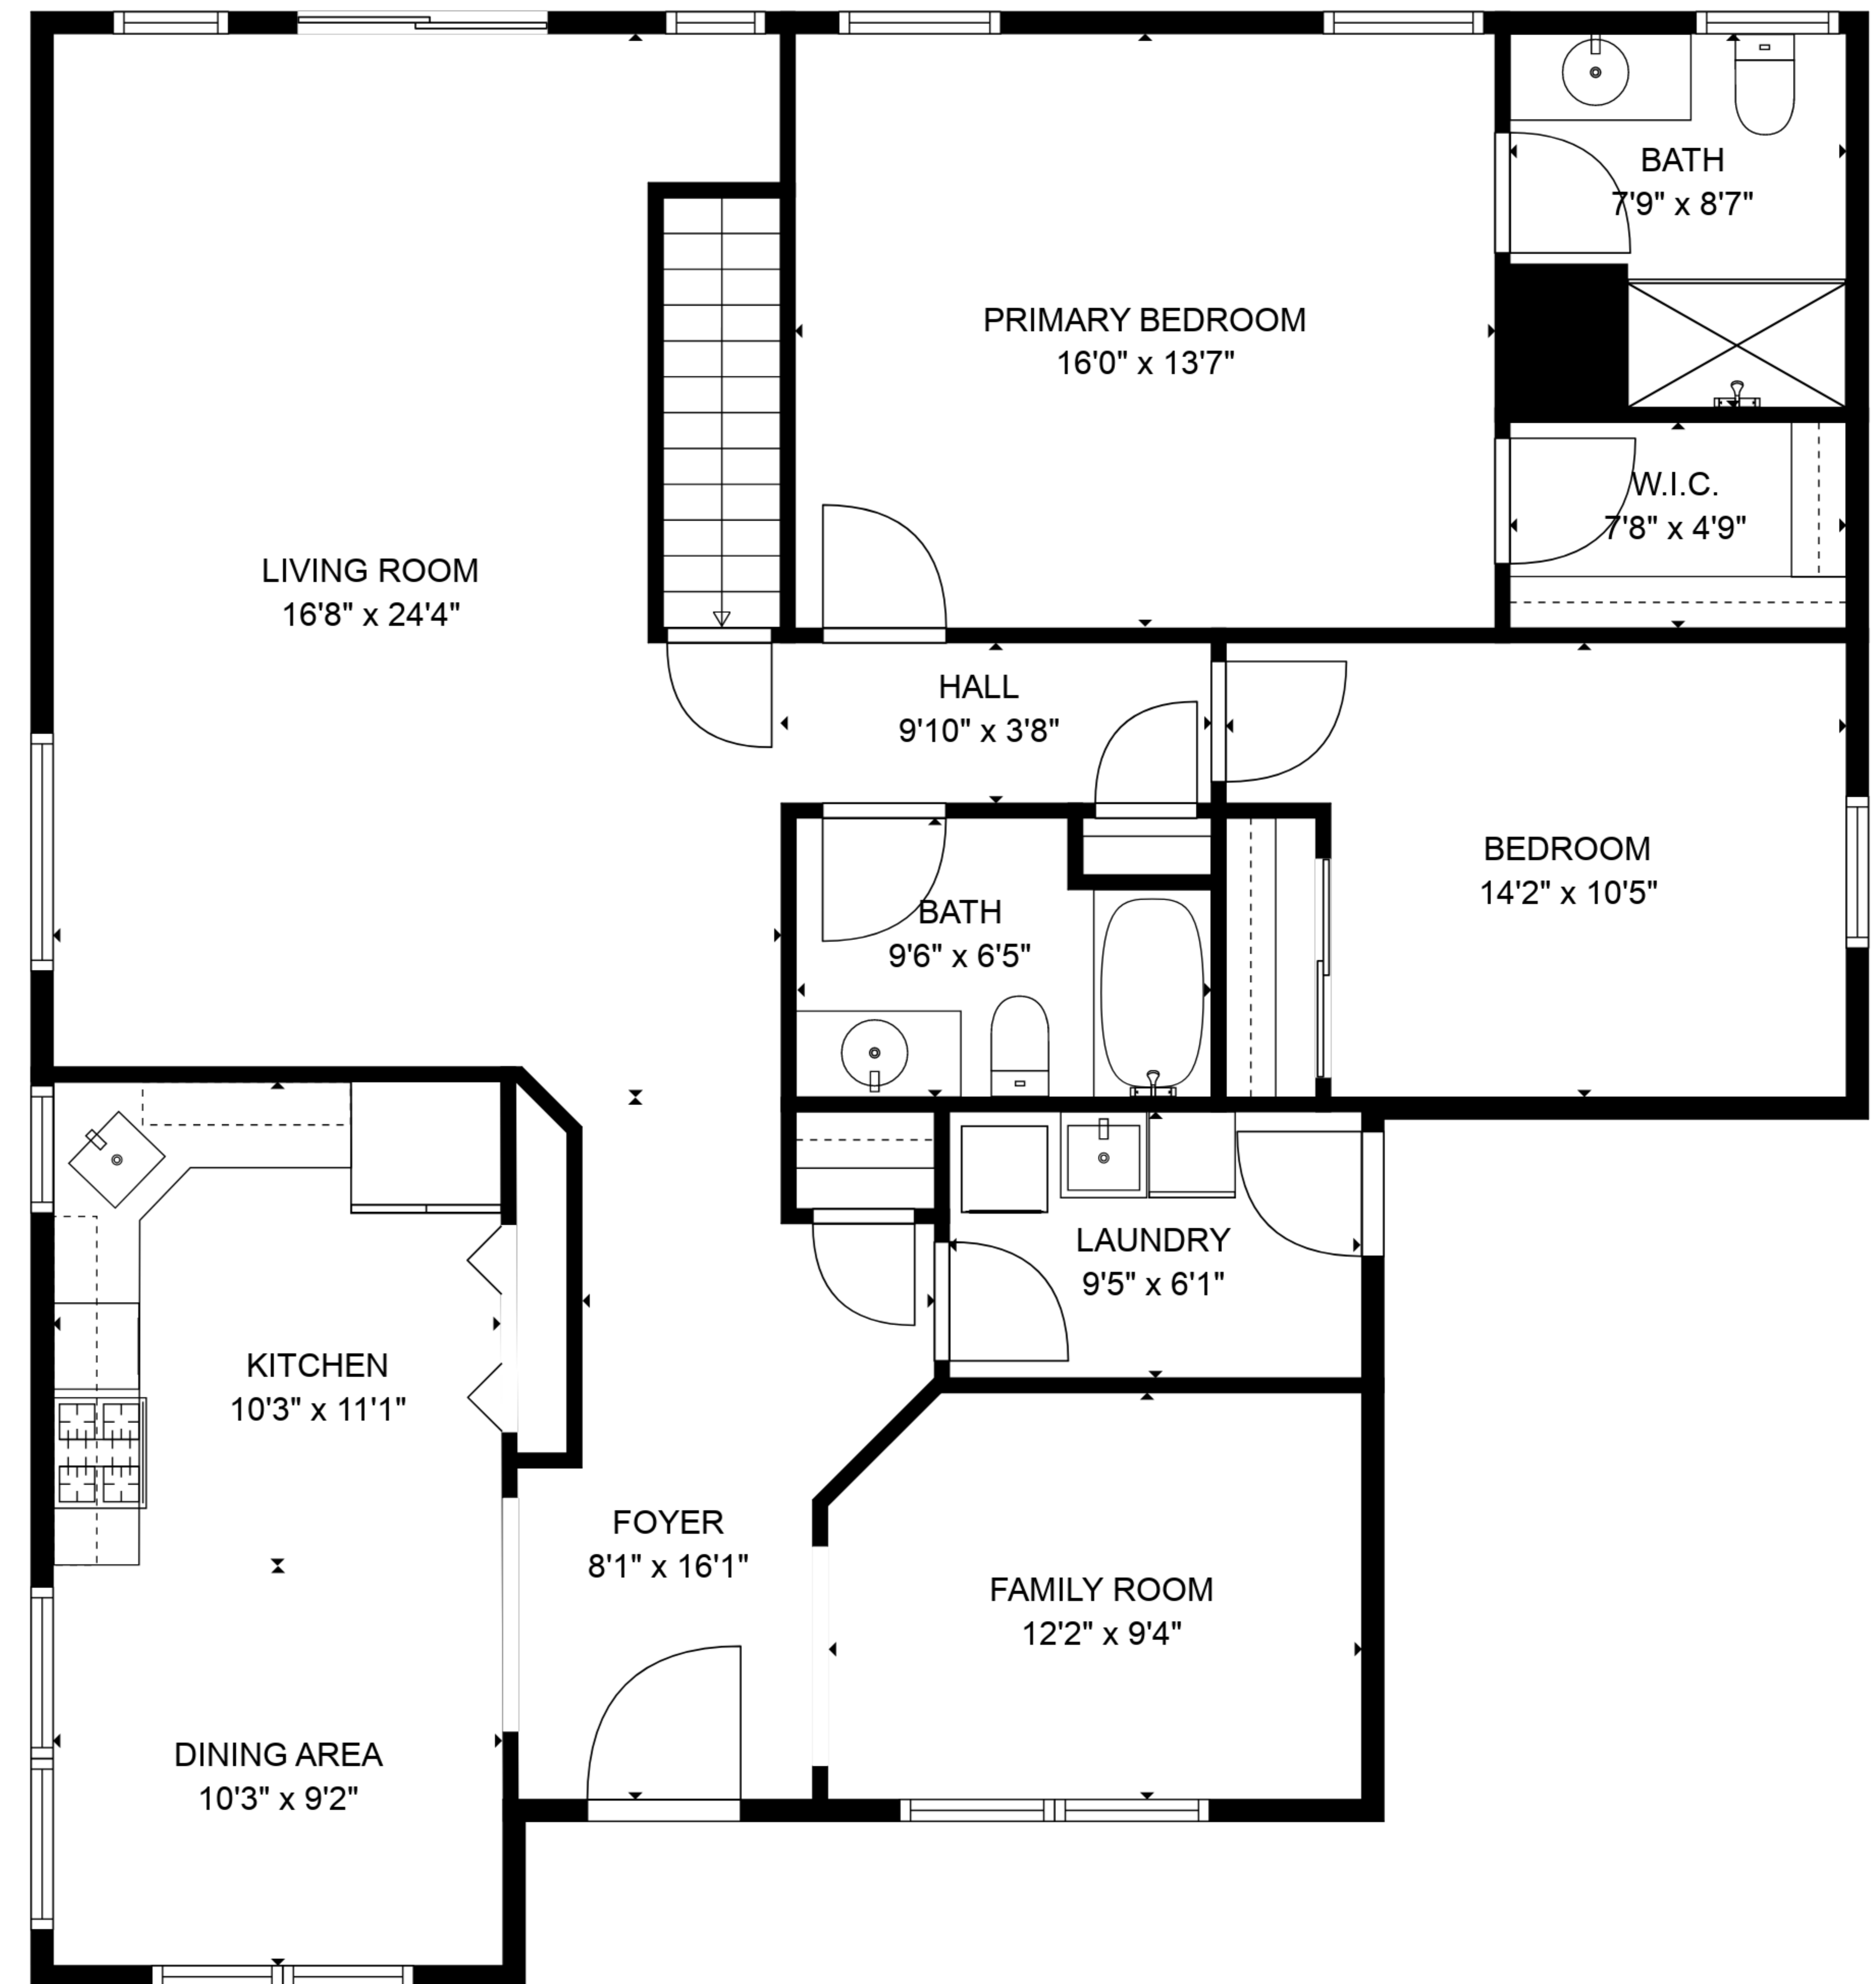 BATH
7'9" x 8'7"
PRIMARY BEDROOM
16'0" x 13'7"
W.I.C.
7'8" x 4'9"
LIVING ROOM
16'8" x 24'4"
HALL
9'10" x 3'8"
BEDROOM
14'2" x 10'5"
BATH
9'6" x 6'5"
LAUNDRY
9'5" x 6'1"
KITCHEN
10'3" x 11'1"
FOYER
8'1" x 16'1"
FAMILY ROOM
12'2" x 9'4"
DINING AREA
10'3" x 9'2"